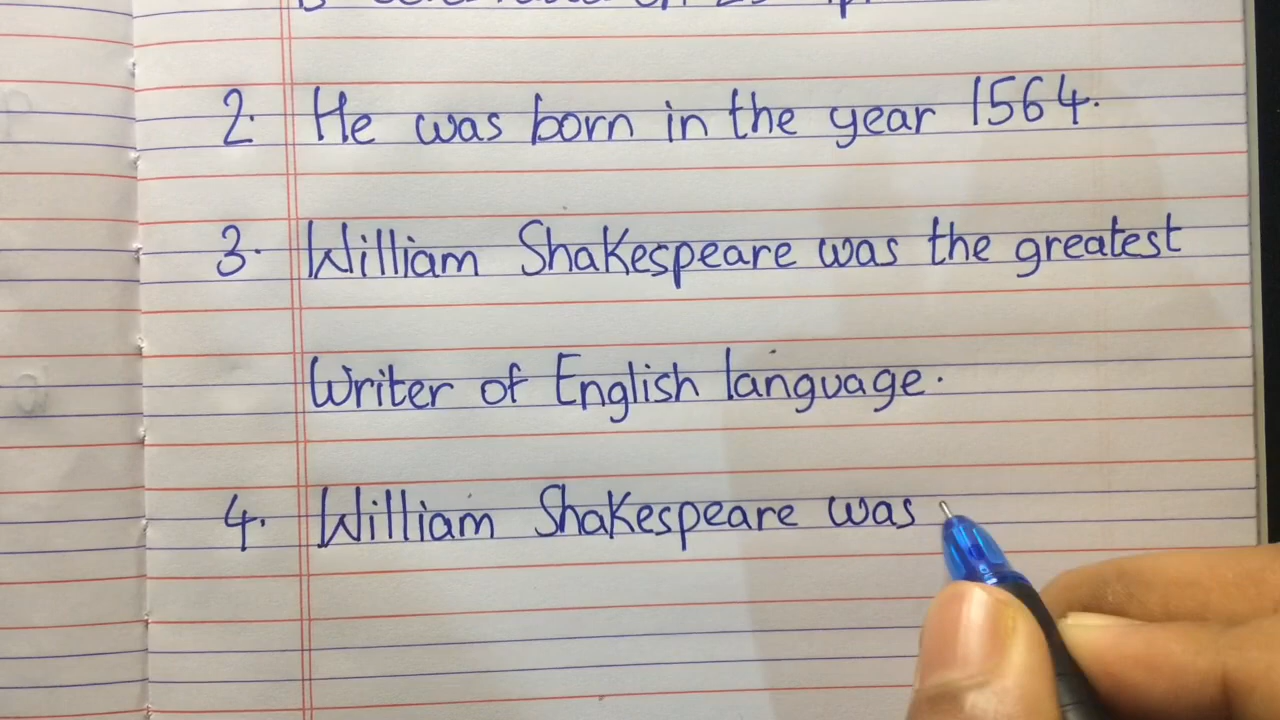 2. He was born in the year 1564.
3. William Shakespeare was the greatest
Writer of English language.
4. William Shakespeare was